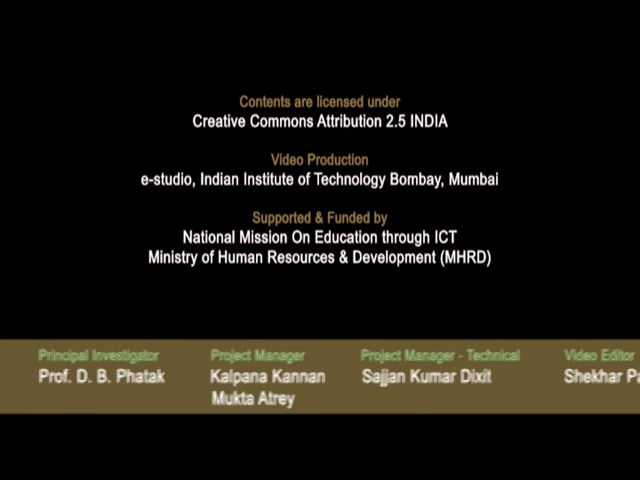 Contents are licensed under
Creative Commons Attribution 2.5 INDIA
Video Production
e-studio, Indian Institute of Technology Bombay, Mumbai
Supported & Funded by
National Mission On Education through ICT
Ministry of Human Resources & Development (MHRD)
Principal Investigator
Prof. D. B. Phatak
Project Manager
Kalpana Kannan
Mukta Atrey
Project Manager - Technical
Sajjan Kumar Dixit
Video Editor
Shekhar